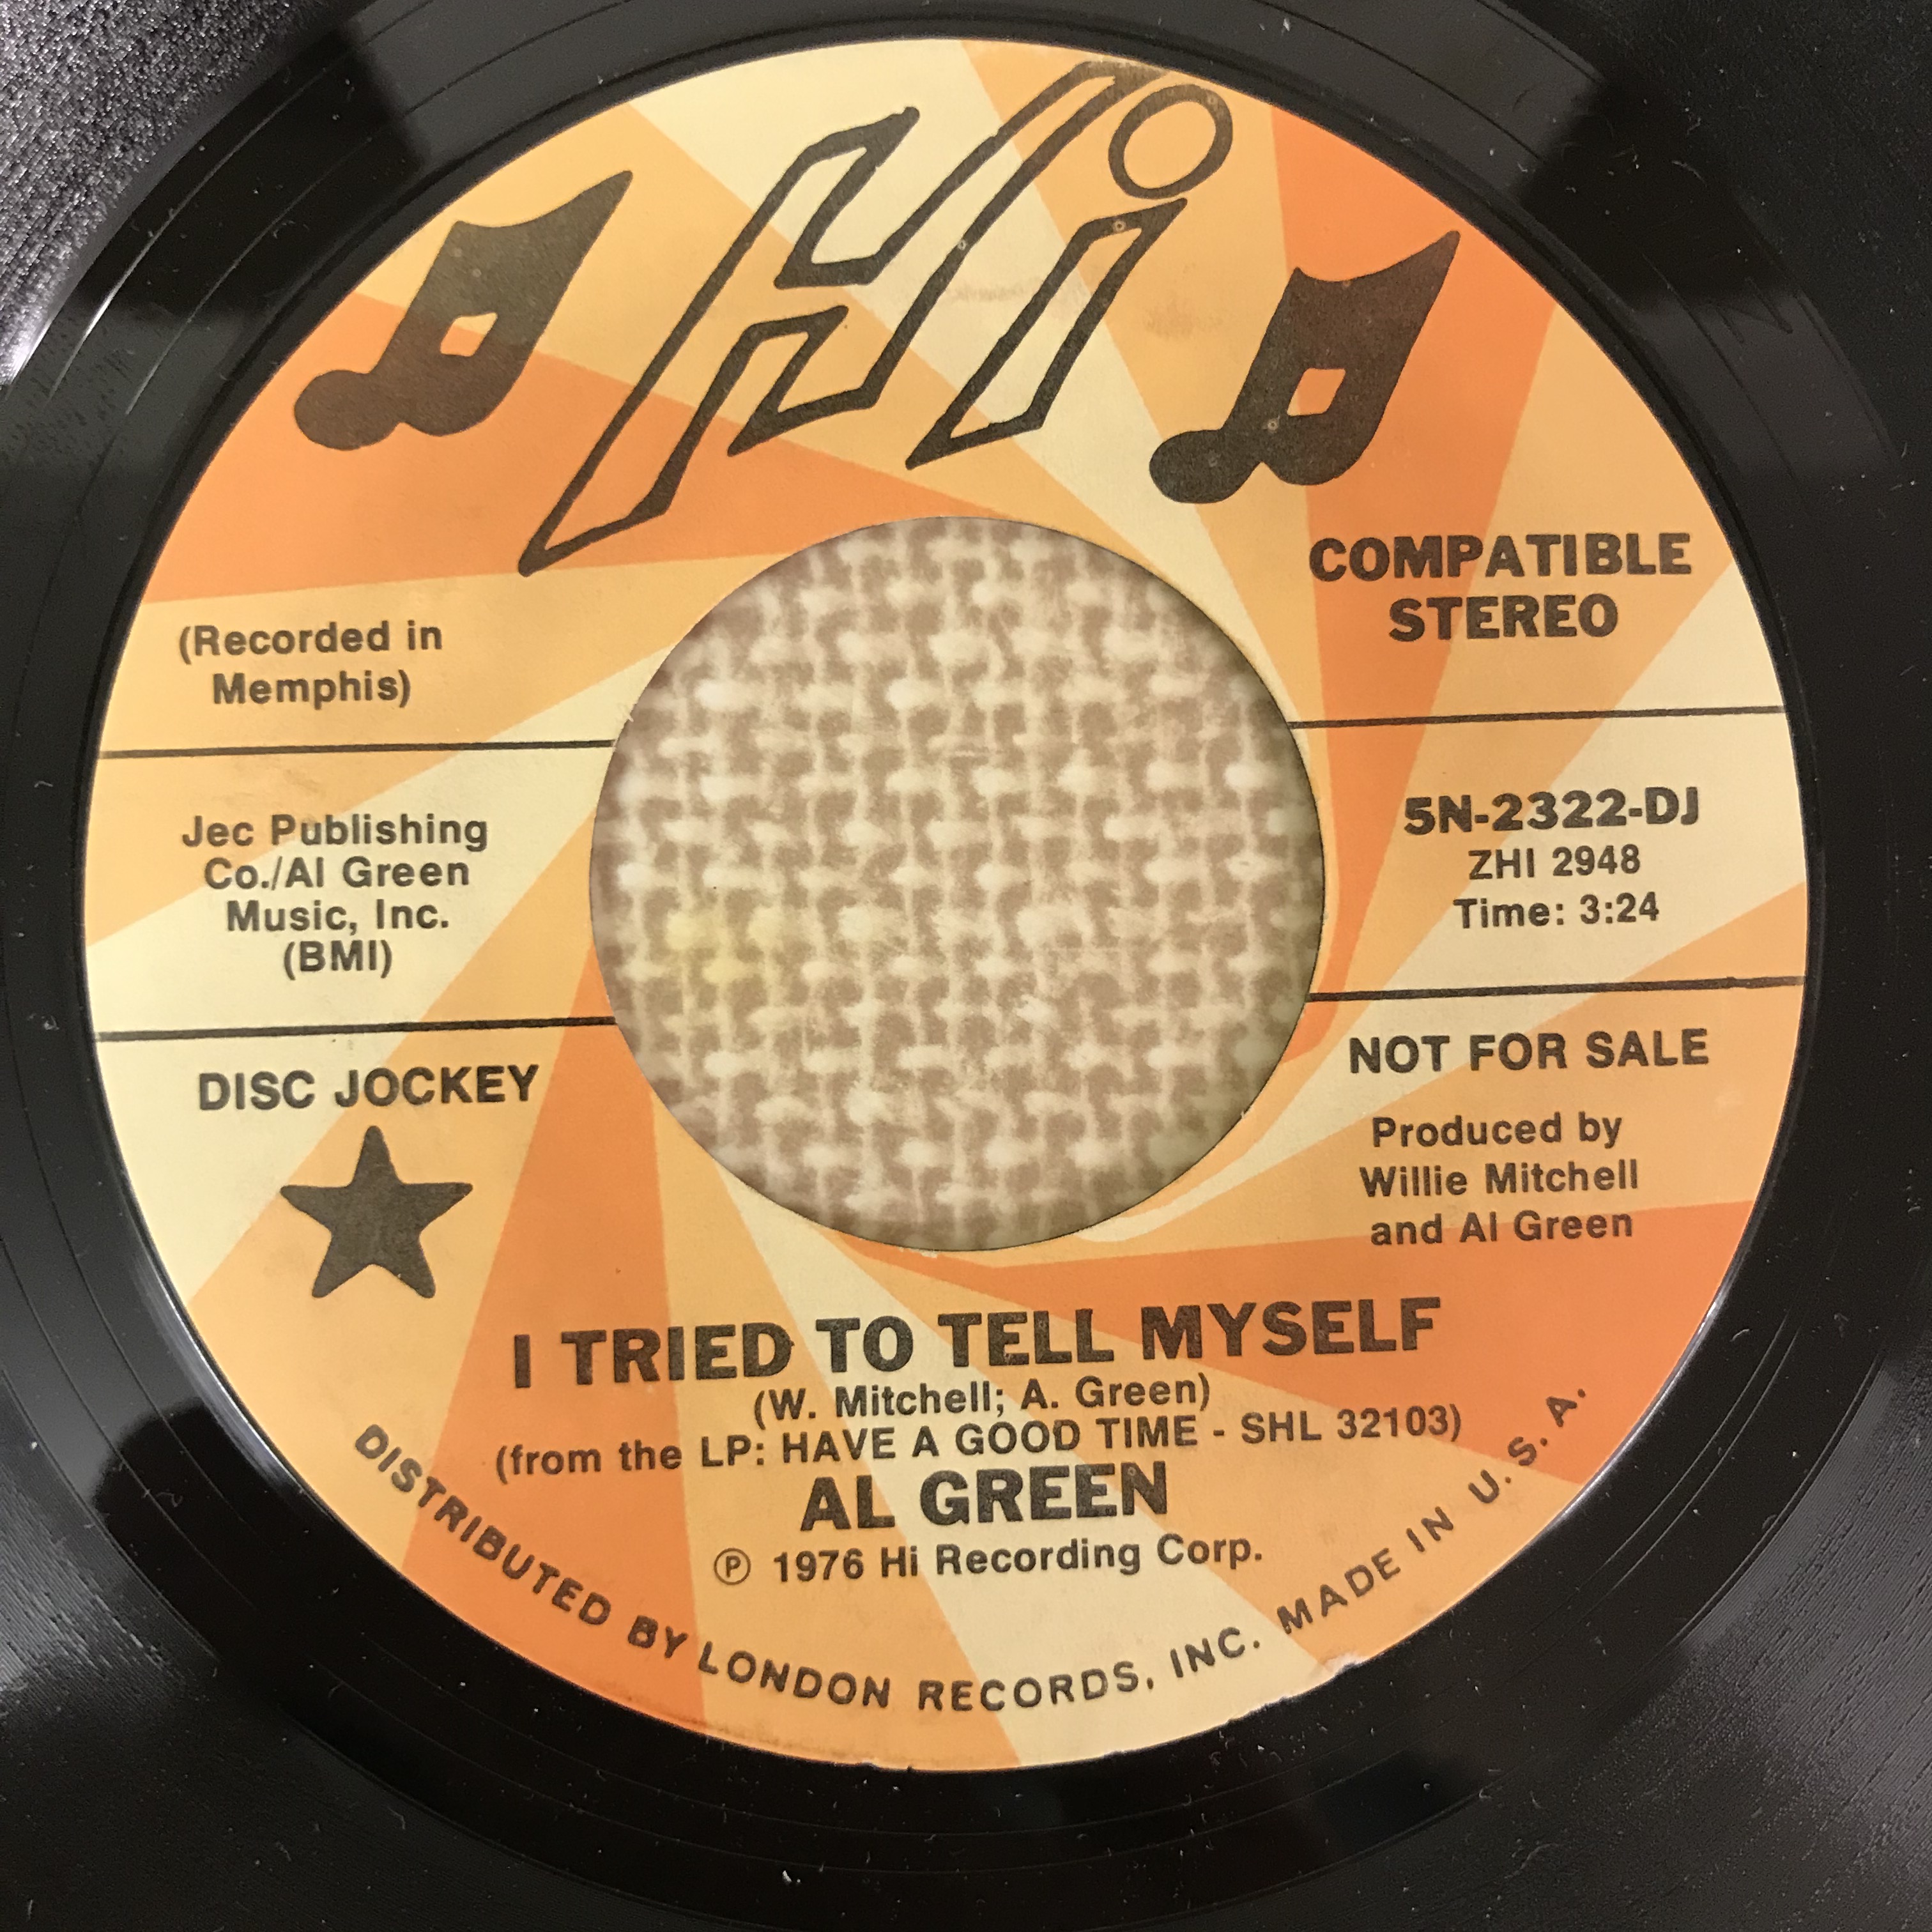 Hi
COMPATIBLE
STEREO
(Recorded in
Memphis)
Jec Publishing
Co./Al Green
Music, Inc.
(BMI)
5N-2322-DJ
ZHI 2948
Time: 3:24
DISC JOCKEY
NOT FOR SALE
Produced by
Willie Mitchell
and Al Green
I TRIED TO TELL MYSELF
(W. Mitchell; A. Green)
(from the LP: HAVE A GOOD TIME - SHL 32103)
AL GREEN
℗ 1976 Hi Recording Corp.
DISTRIBUTED BY LONDON RECORDS, INC. MADE IN U.S.A.